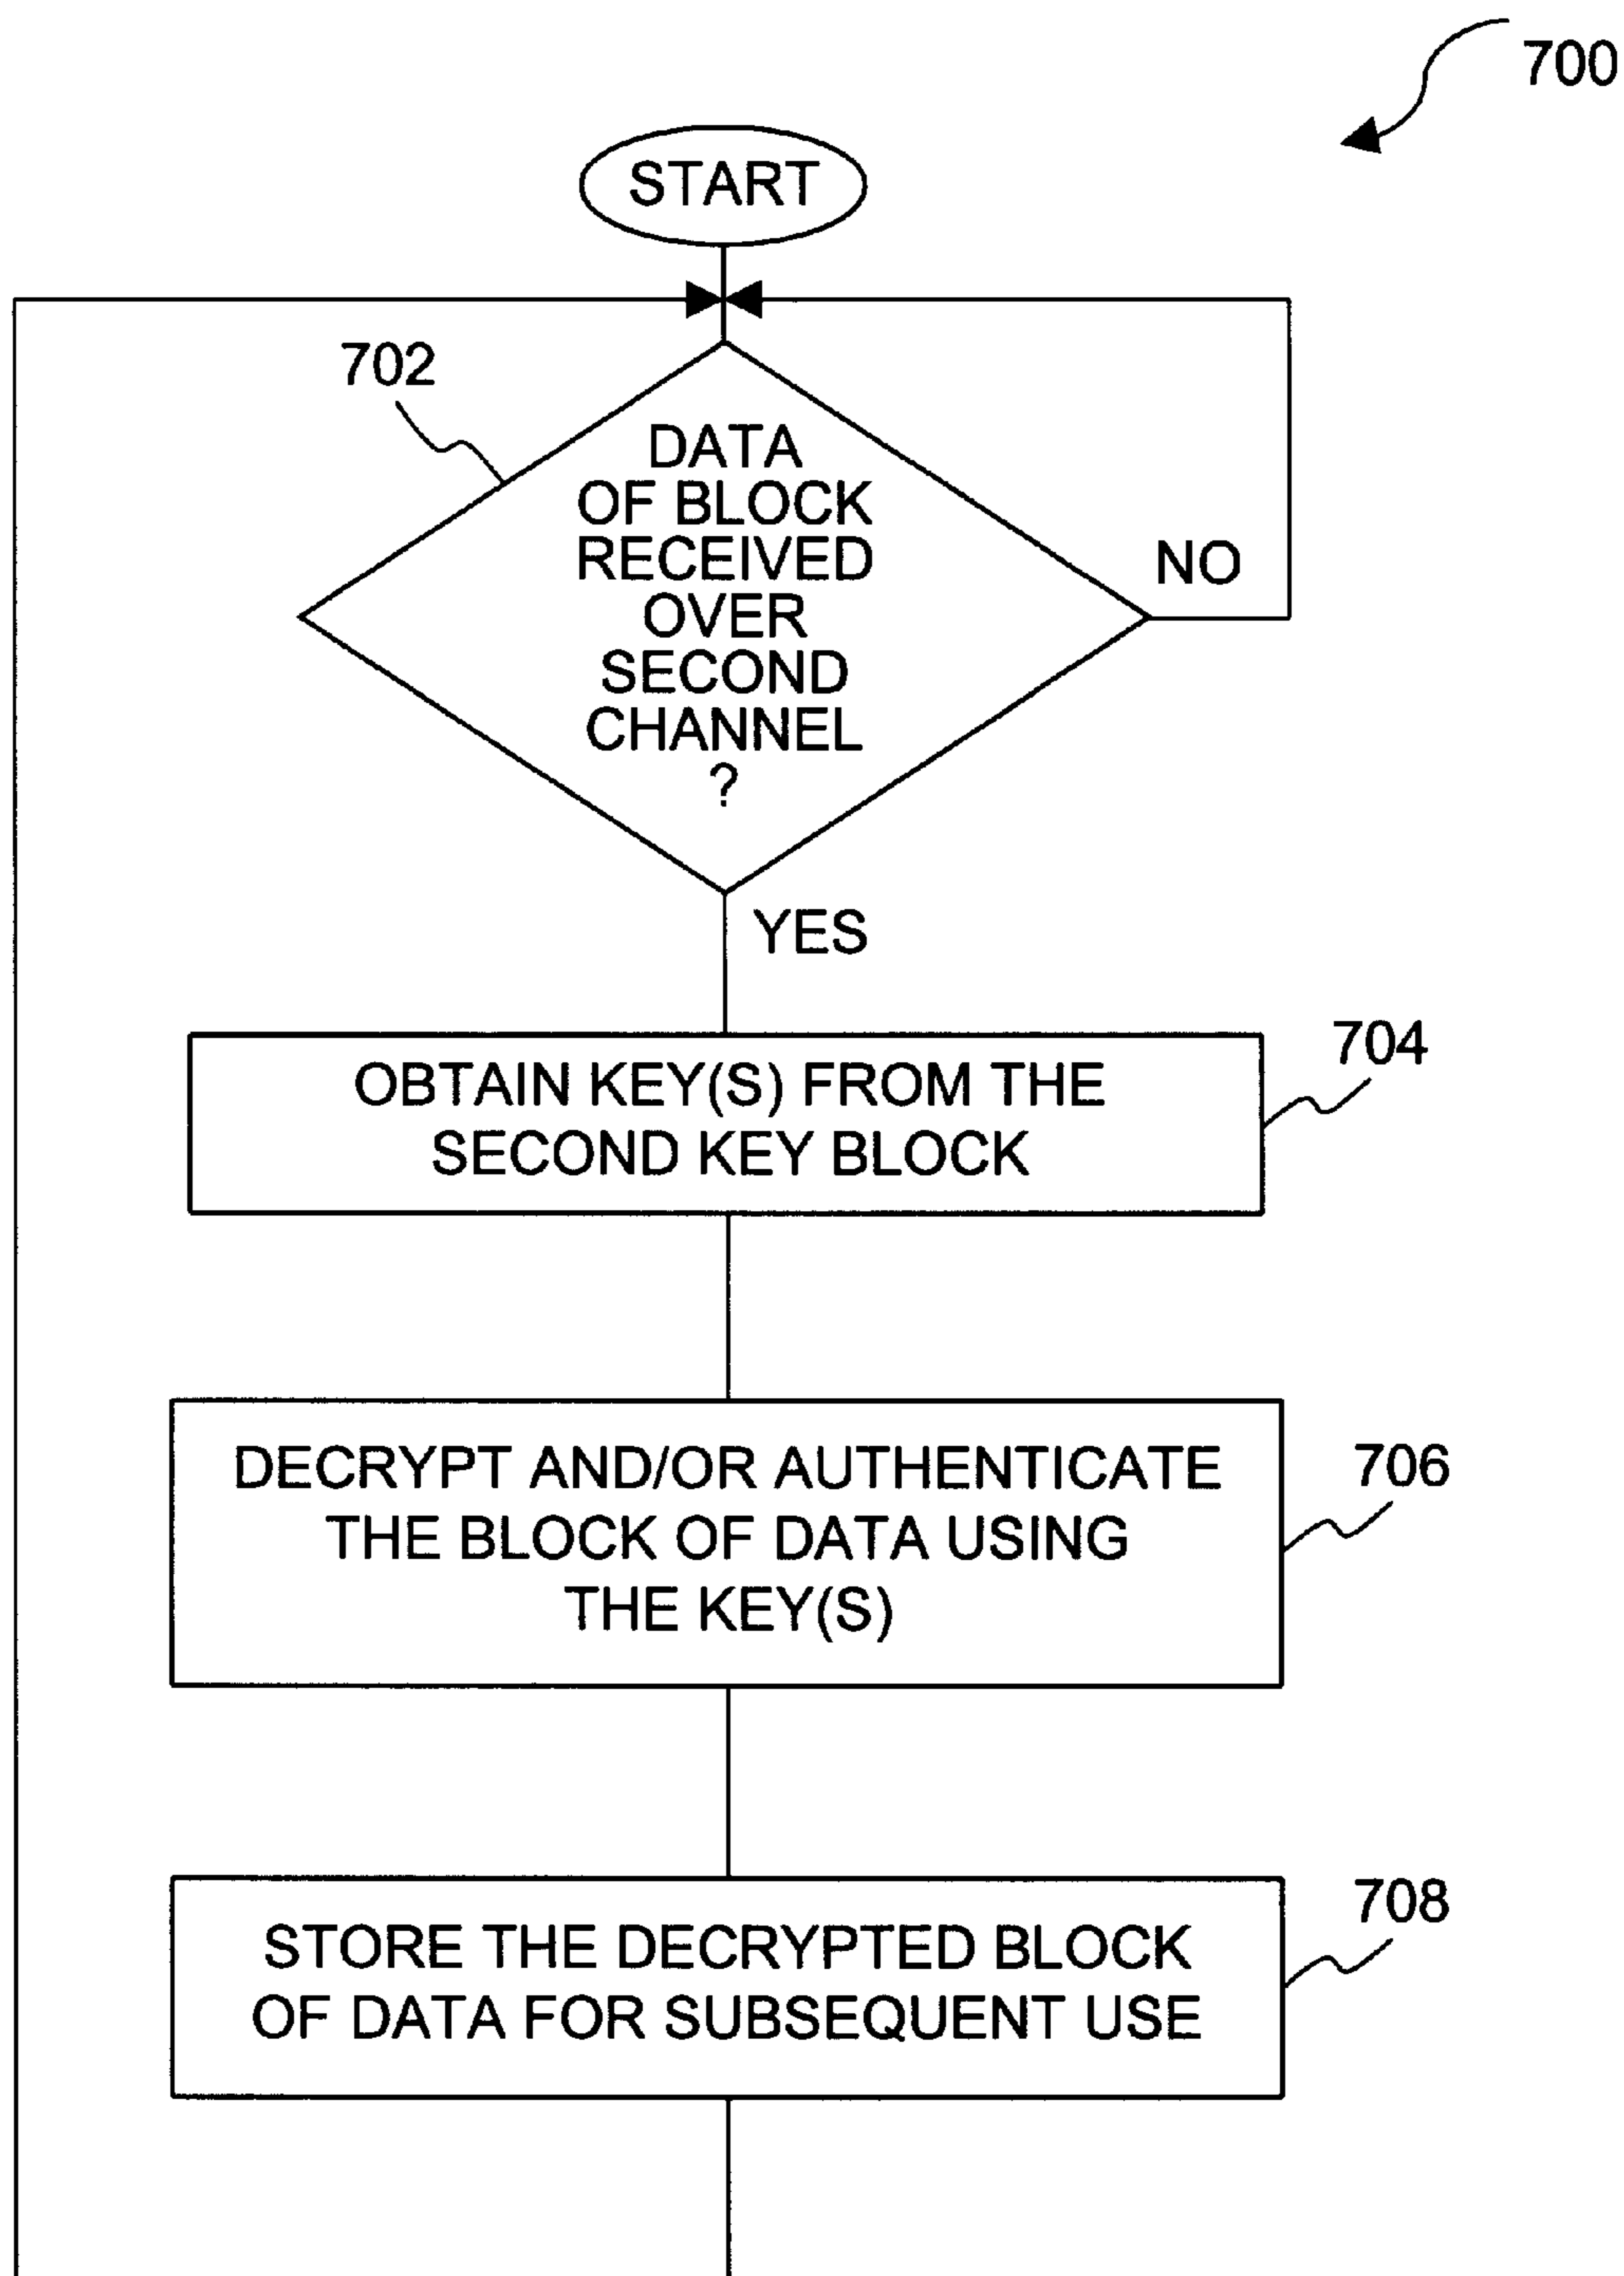 700
START
702
DATA
OF BLOCK
RECEIVED
OVER
SECOND
CHANNEL
?
NO
YES
704
OBTAIN KEY(S) FROM THE
SECOND KEY BLOCK
706
DECRYPT AND/OR AUTHENTICATE
THE BLOCK OF DATA USING
THE KEY(S)
708
STORE THE DECRYPTED BLOCK
OF DATA FOR SUBSEQUENT USE